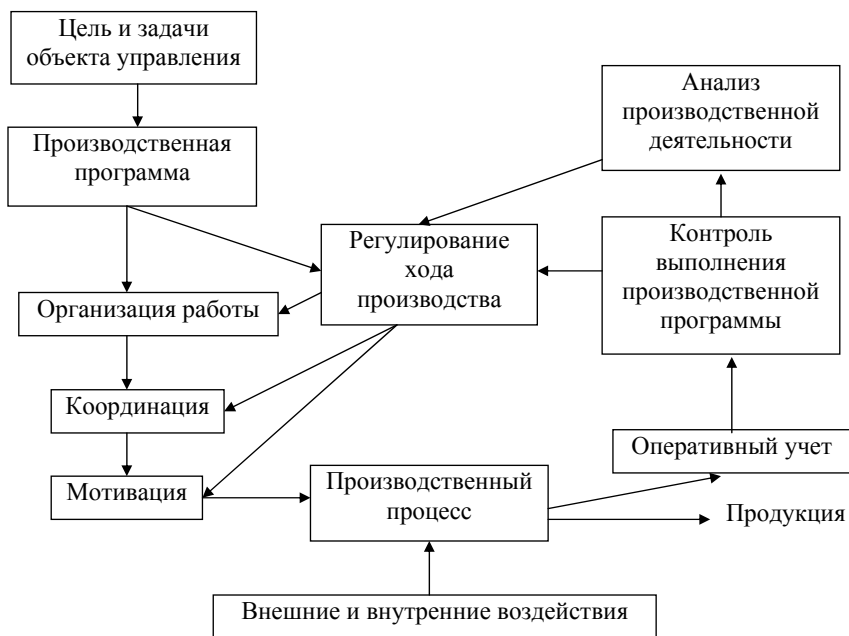 Цель и задачи
объекта управления
Производственная
программа
Анализ
производственной
деятельности
Регулирование
хода
производства
Контроль
выполнения
производственной
программы
Организация работы
Координация
Мотивация
Производственный
процесс
Оперативный учет
Продукция
Внешние и внутренние воздействия